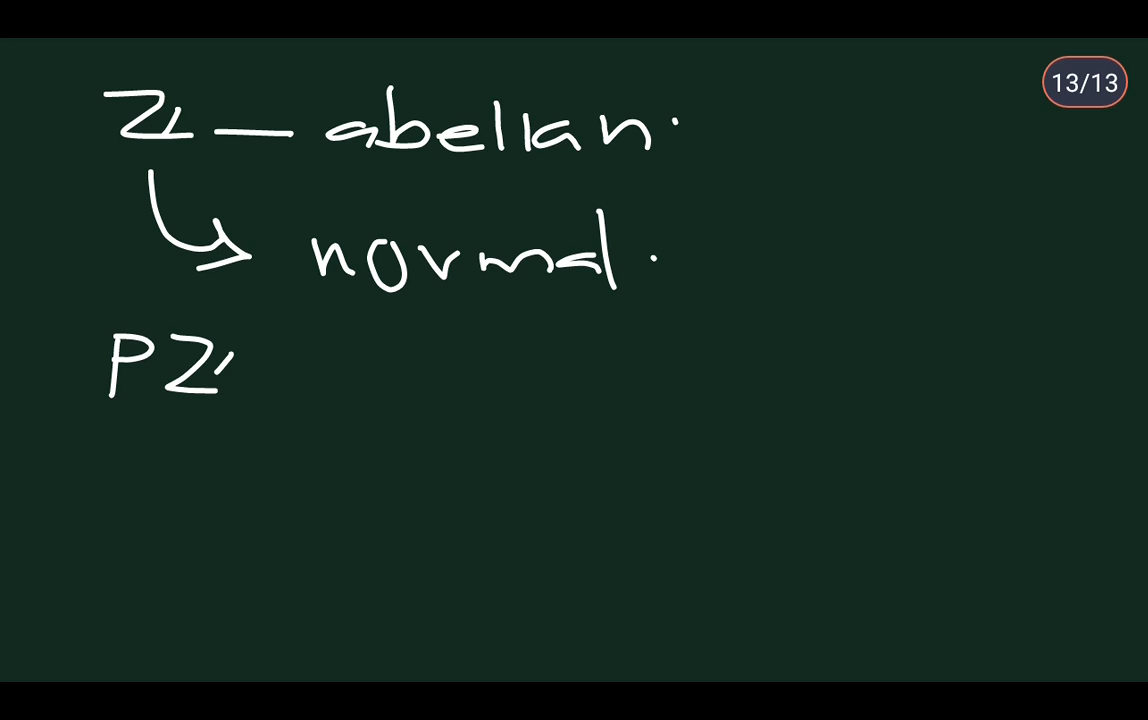 ℤ — abelian.
13/13
↳ normal.
Pℤ